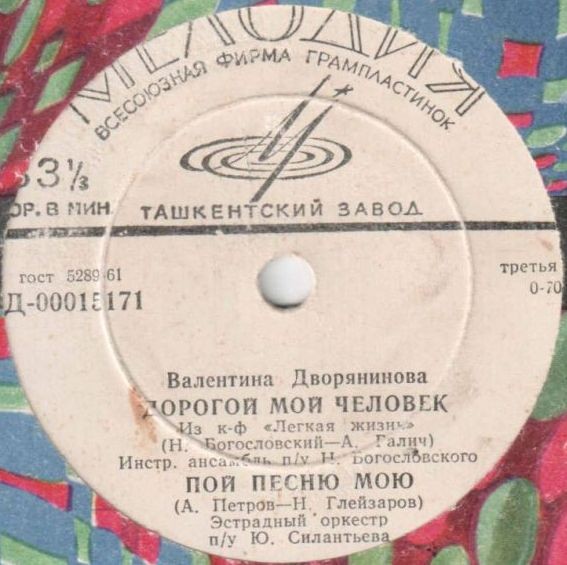 МЕЛОДИЯ
ВСЕСОЮЗНАЯ ФИРМА ГРАМПЛАСТИНОК
33⅓
ОР. В МИН.
ТАШКЕНТСКИЙ ЗАВОД
гост 5289-61
Д-00015171
третья
0-70
Валентина Дворянинова
ДОРОГОЙ МОЙ ЧЕЛОВЕК
Из к-ф «Легкая жизнь»
(Н. Богословский—А. Галич)
Инстр. ансамбль п/у Н. Богословского
ПОЙ ПЕСНЮ МОЮ
(А. Петров—Н. Глейзаров)
Эстрадный оркестр
п/у Ю. Силантьева